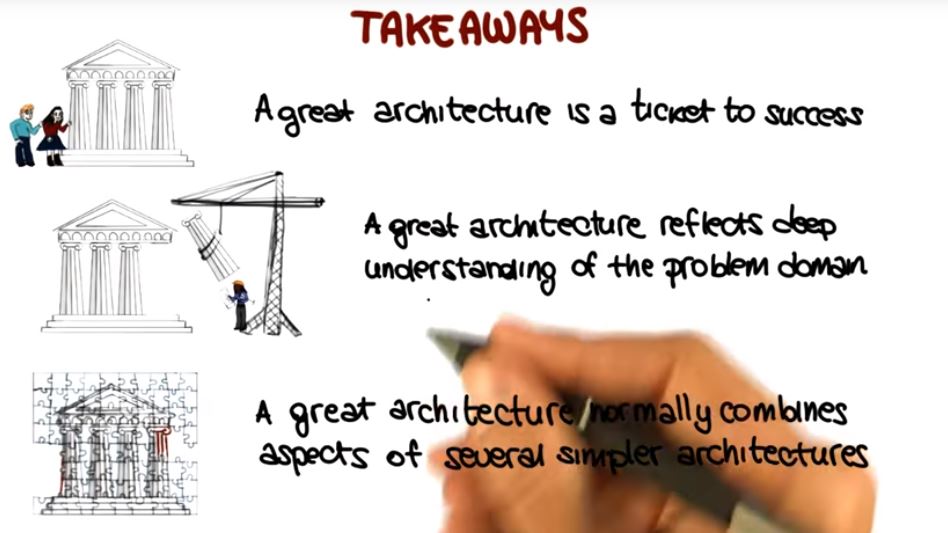 TAKEAWAYS
A great architecture is a ticket to success
A great architecture reflects deep
understanding of the problem domain
A great architecture normally combines
aspects of several simpler architectures